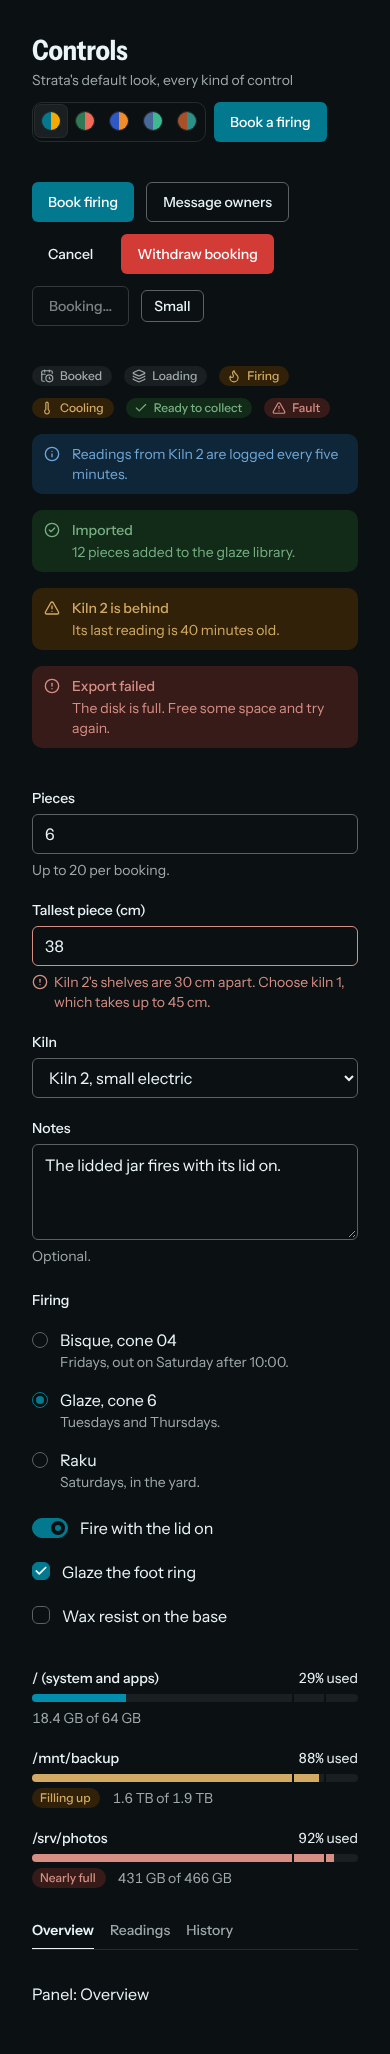 Controls
Strata's default look, every kind of control
Book a firing
Book firing
Message owners
Cancel
Withdraw booking
Booking...
Small
Booked
Loading
Firing
Cooling
Ready to collect
Fault
Readings from Kiln 2 are logged every five
minutes.
Imported
12 pieces added to the glaze library.
Kiln 2 is behind
Its last reading is 40 minutes old.
Export failed
The disk is full. Free some space and try
again.
Pieces
6
Up to 20 per booking.
Tallest piece (cm)
38
Kiln 2's shelves are 30 cm apart. Choose kiln 1,
which takes up to 45 cm.
Kiln
Kiln 2, small electric
Notes
The lidded jar fires with its lid on.
Optional.
Firing
Bisque, cone 04
Fridays, out on Saturday after 10:00.
Glaze, cone 6
Tuesdays and Thursdays.
Raku
Saturdays, in the yard.
Fire with the lid on
Glaze the foot ring
Wax resist on the base
/ (system and apps)
29% used
18.4 GB of 64 GB
/mnt/backup
88% used
Filling up
1.6 TB of 1.9 TB
/srv/photos
92% used
Nearly full
431 GB of 466 GB
Overview
Readings
History
Panel: Overview